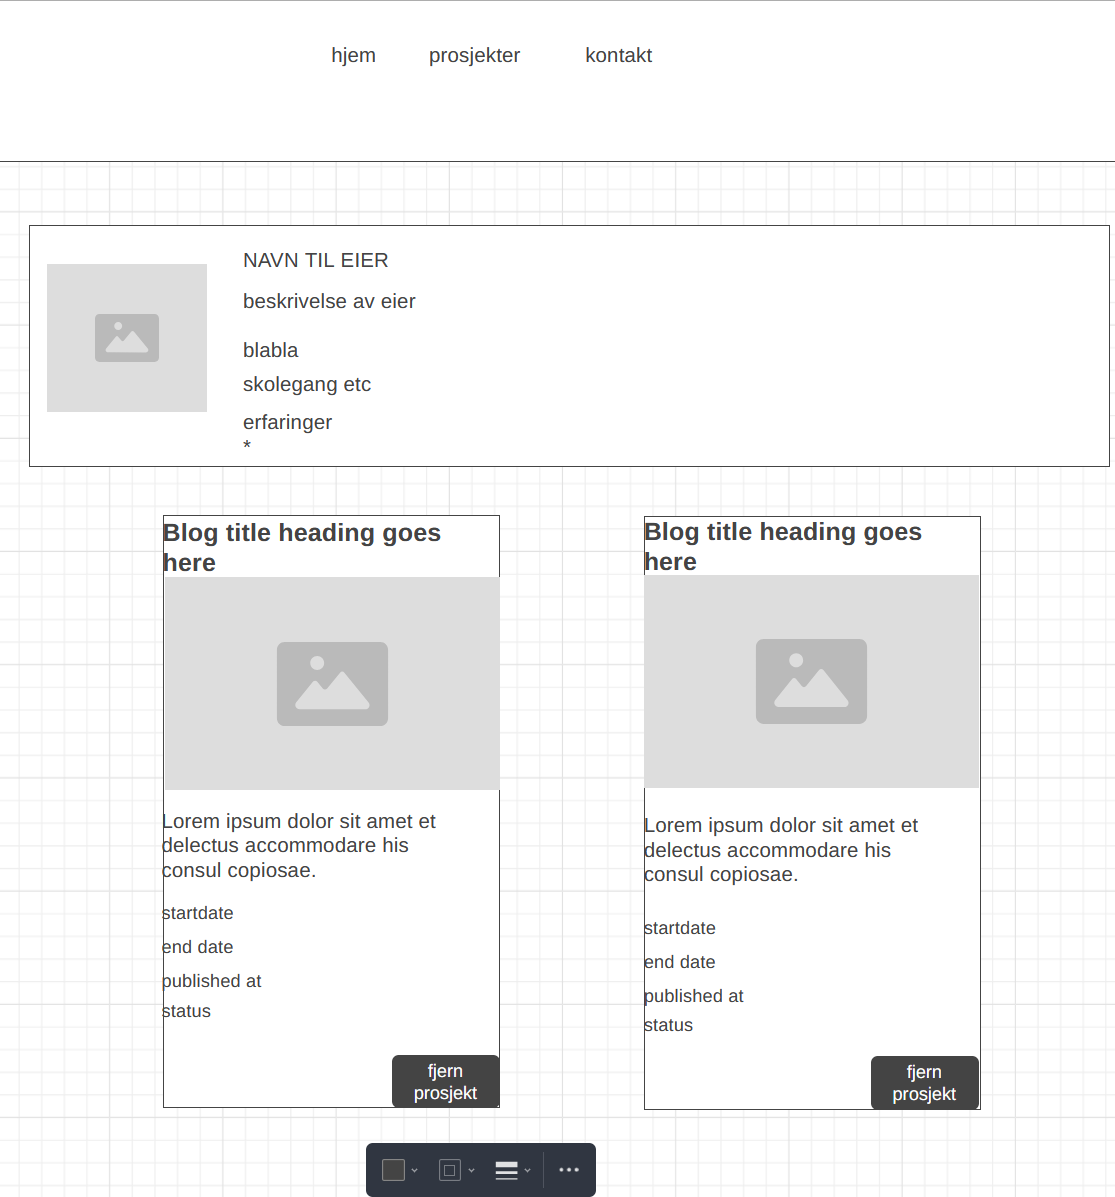 hjem prosjekter kontakt
NAVN TIL EIER
beskrivelse av eier
blabla
skolegang etc
erfaringer
*
Blog title heading goes
here
Lorem ipsum dolor sit amet et
delectus accommodare his
consul copiosae.
startdate
end date
published at
status
fjern
prosjekt
Blog title heading goes
here
Lorem ipsum dolor sit amet et
delectus accommodare his
consul copiosae.
startdate
end date
published at
status
fjern
prosjekt